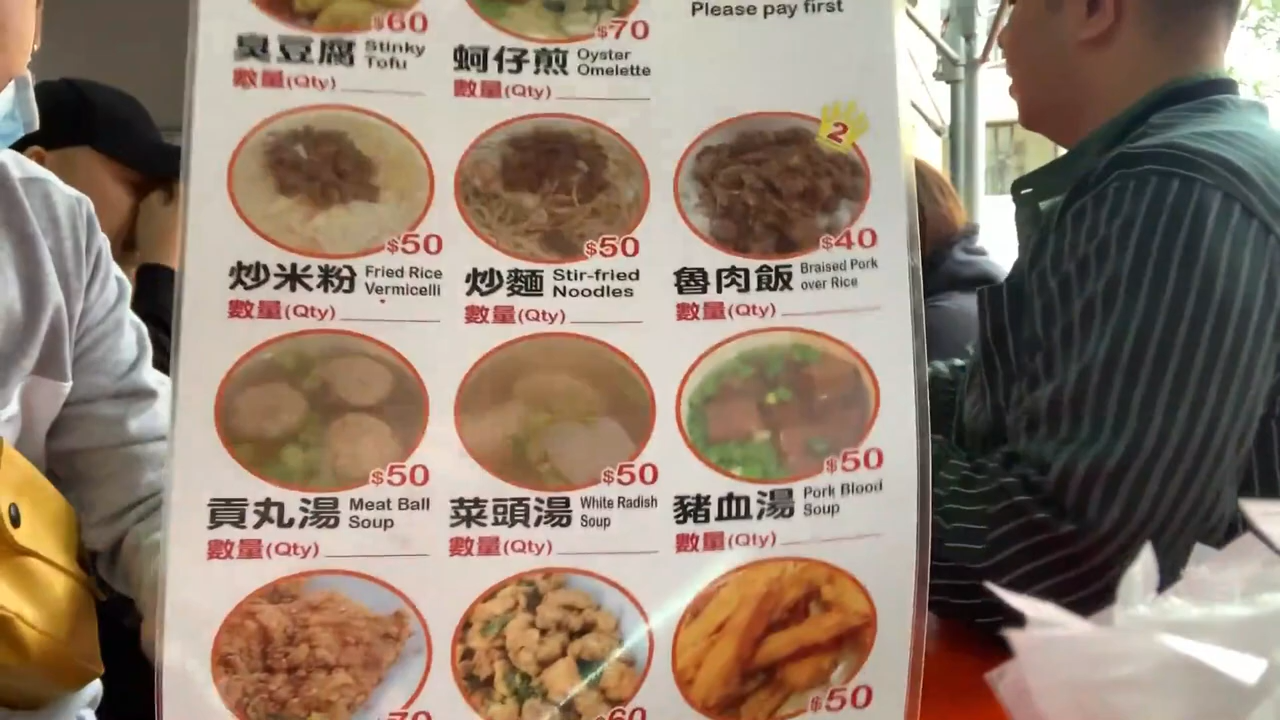 $60
$70
Please pay first
臭豆腐 Stinky Tofu
蚵仔煎 Oyster Omelette
數量(Qty)
數量(Qty)
2
$50
$50
$40
炒米粉 Fried Rice Vermicelli
炒麵 Stir-fried Noodles
魯肉飯 Braised Pork over Rice
數量(Qty)
數量(Qty)
數量(Qty)
$50
$50
$50
貢丸湯 Meat Ball Soup
菜頭湯 White Radish Soup
豬血湯 Pork Blood Soup
數量(Qty)
數量(Qty)
數量(Qty)
$70
$60
$50